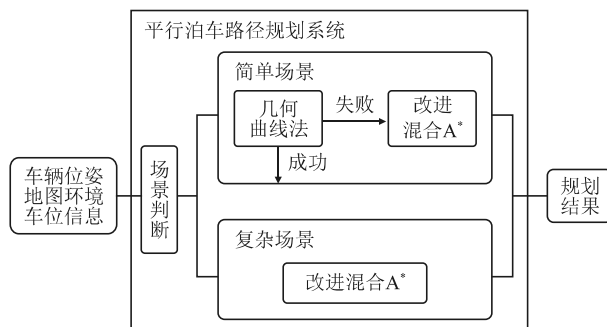 平行泊车路径规划系统
简单场景
几何
曲线法
失败
改进
混合A*
成功
车辆位姿
地图环境
车位信息
场
景
判
断
复杂场景
改进混合A*
规划
结果